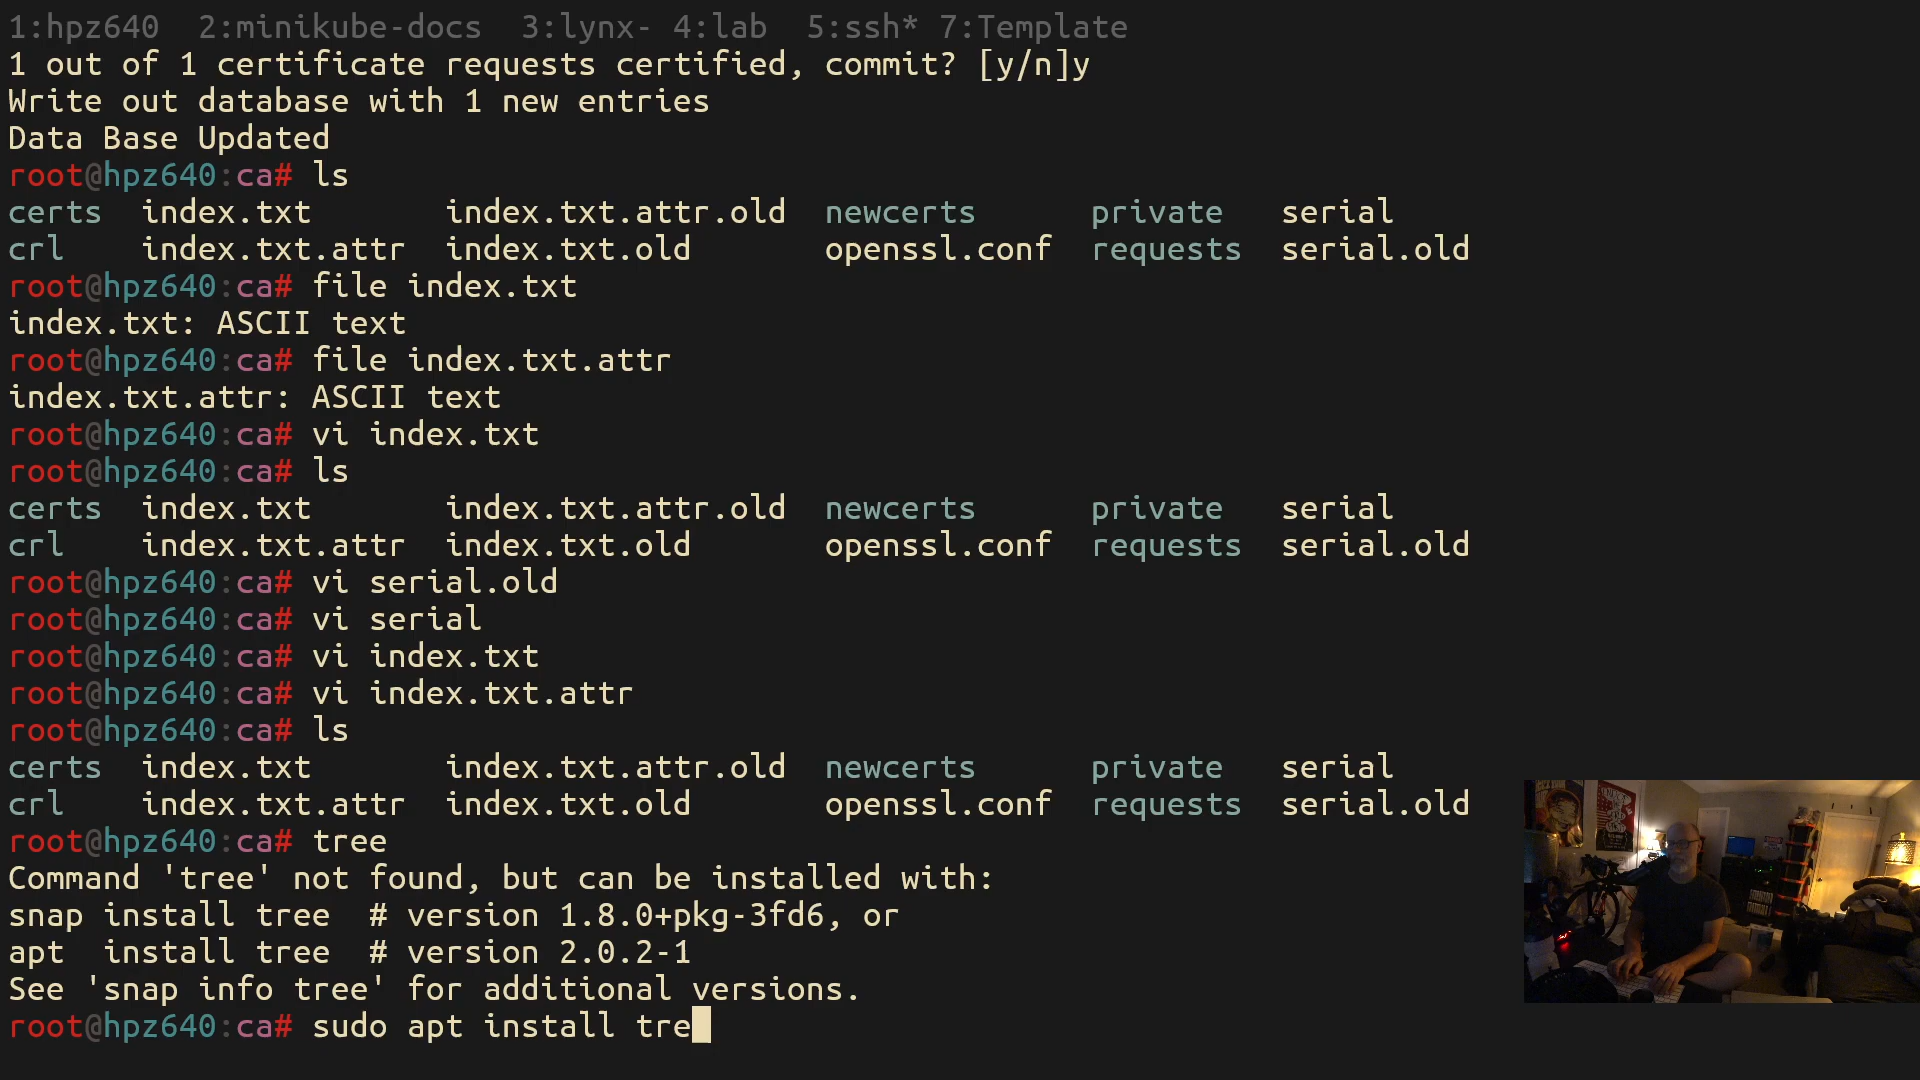 1:hpz640  2:minikube-docs  3:lynx- 4:lab  5:ssh* 7:Template
1 out of 1 certificate requests certified, commit? [y/n]y
Write out database with 1 new entries
Data Base Updated
root@hpz640:ca# ls
certs  index.txt       index.txt.attr.old  newcerts      private   serial
crl    index.txt.attr  index.txt.old       openssl.conf  requests  serial.old
root@hpz640:ca# file index.txt
index.txt: ASCII text
root@hpz640:ca# file index.txt.attr
index.txt.attr: ASCII text
root@hpz640:ca# vi index.txt
root@hpz640:ca# ls
certs  index.txt       index.txt.attr.old  newcerts      private   serial
crl    index.txt.attr  index.txt.old       openssl.conf  requests  serial.old
root@hpz640:ca# vi serial.old
root@hpz640:ca# vi serial
root@hpz640:ca# vi index.txt
root@hpz640:ca# vi index.txt.attr
root@hpz640:ca# ls
certs  index.txt       index.txt.attr.old  newcerts      private   serial
crl    index.txt.attr  index.txt.old       openssl.conf  requests  serial.old
root@hpz640:ca# tree
Command 'tree' not found, but can be installed with:
snap install tree  # version 1.8.0+pkg-3fd6, or
apt  install tree  # version 2.0.2-1
See 'snap info tree' for additional versions.
root@hpz640:ca# sudo apt install tre